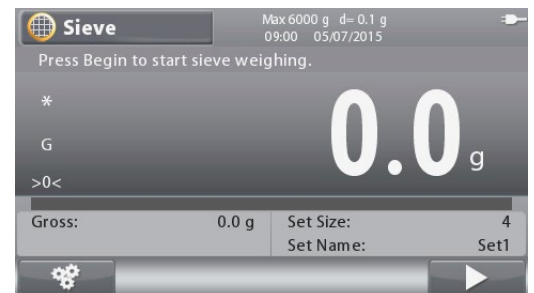 Sieve
Max 6000 g d= 0.1 g
09:00 05/07/2015
Press Begin to start sieve weighing.
*
G
>0<
0.0 g
Gross: 0.0 g
Set Size: 4
Set Name: Set1